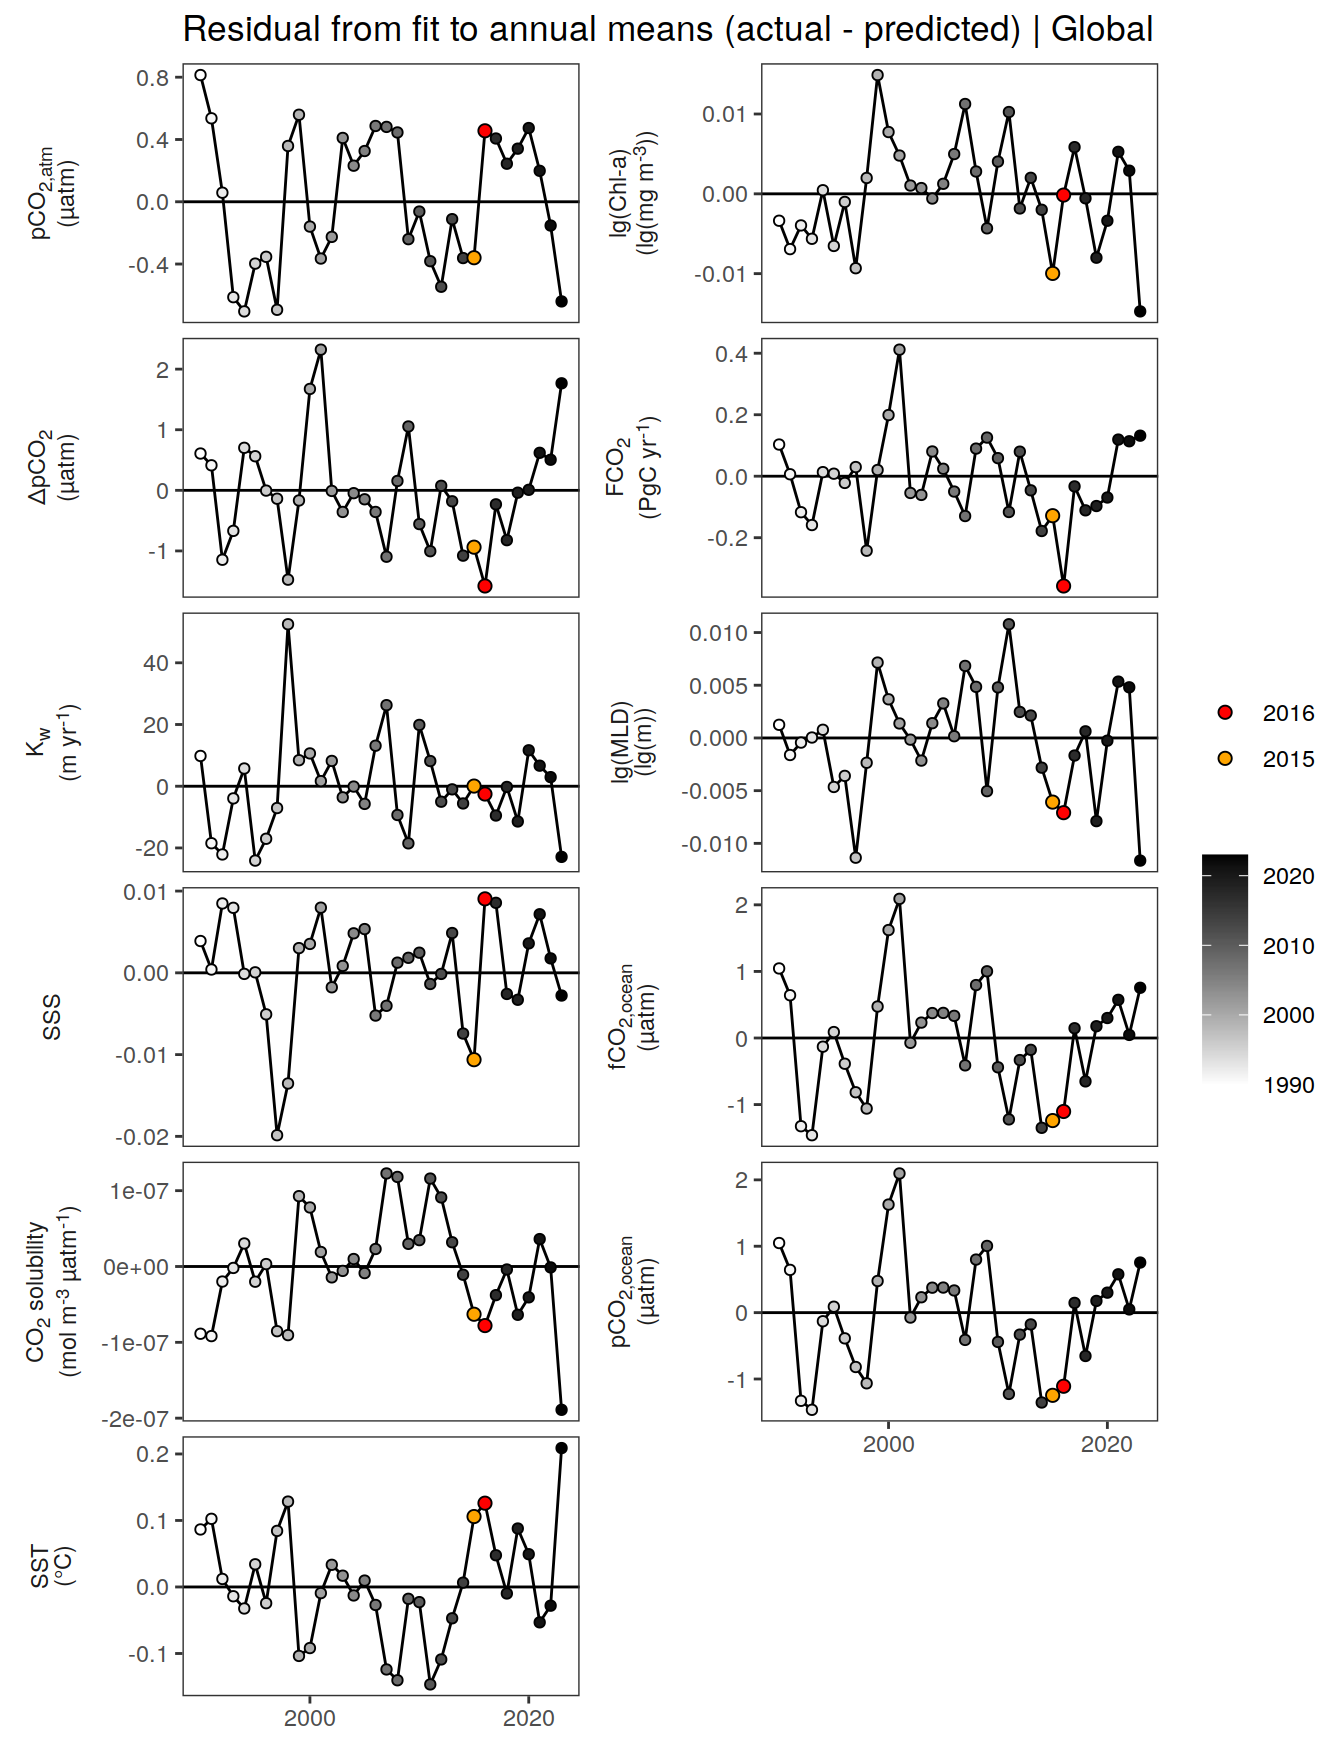 Residual from fit to annual means (actual - predicted) | Global
pCO2,atm
(µatm)
0.8
0.4
0.0
-0.4
lg(Chl-a)
(lg(mg m-3))
0.01
0.00
-0.01
ΔpCO2
(µatm)
2
1
0
-1
FCO2
(PgC yr-1)
0.4
0.2
0.0
-0.2
Kw
(m yr-1)
40
20
0
-20
lg(MLD)
(lg(m))
0.010
0.005
0.000
-0.005
-0.010
SSS
0.01
0.00
-0.01
-0.02
fCO2,ocean
(µatm)
2
1
0
-1
CO2 solubility
(mol m-3 µatm-1)
1e-07
0e+00
-1e-07
-2e-07
pCO2,ocean
(µatm)
2
1
0
-1
2000
2020
SST
(°C)
0.2
0.1
0.0
-0.1
2000
2020
2016
2015
2020
2010
2000
1990